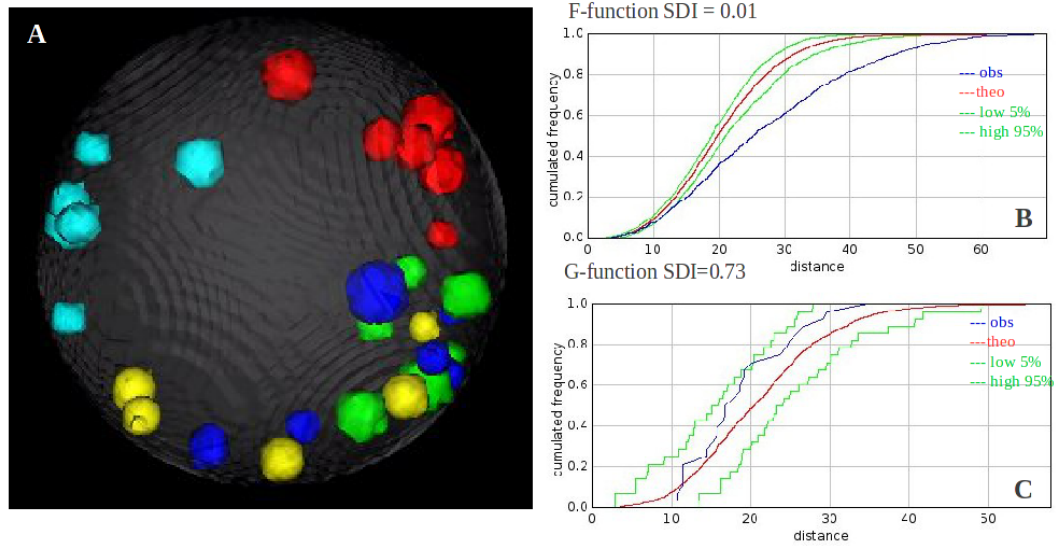 A
F-function SDI = 0.01
cumulated frequency
1.0
0.8
0.6
0.4
0.2
0.0
0 10 20 30 40 50 60
distance
obs
theo
low 5%
high 95%
B
G-function SDI=0.73
cumulated frequency
1.0
0.8
0.6
0.4
0.2
0.0
0 10 20 30 40 50
distance
obs
theo
low 5%
high 95%
C